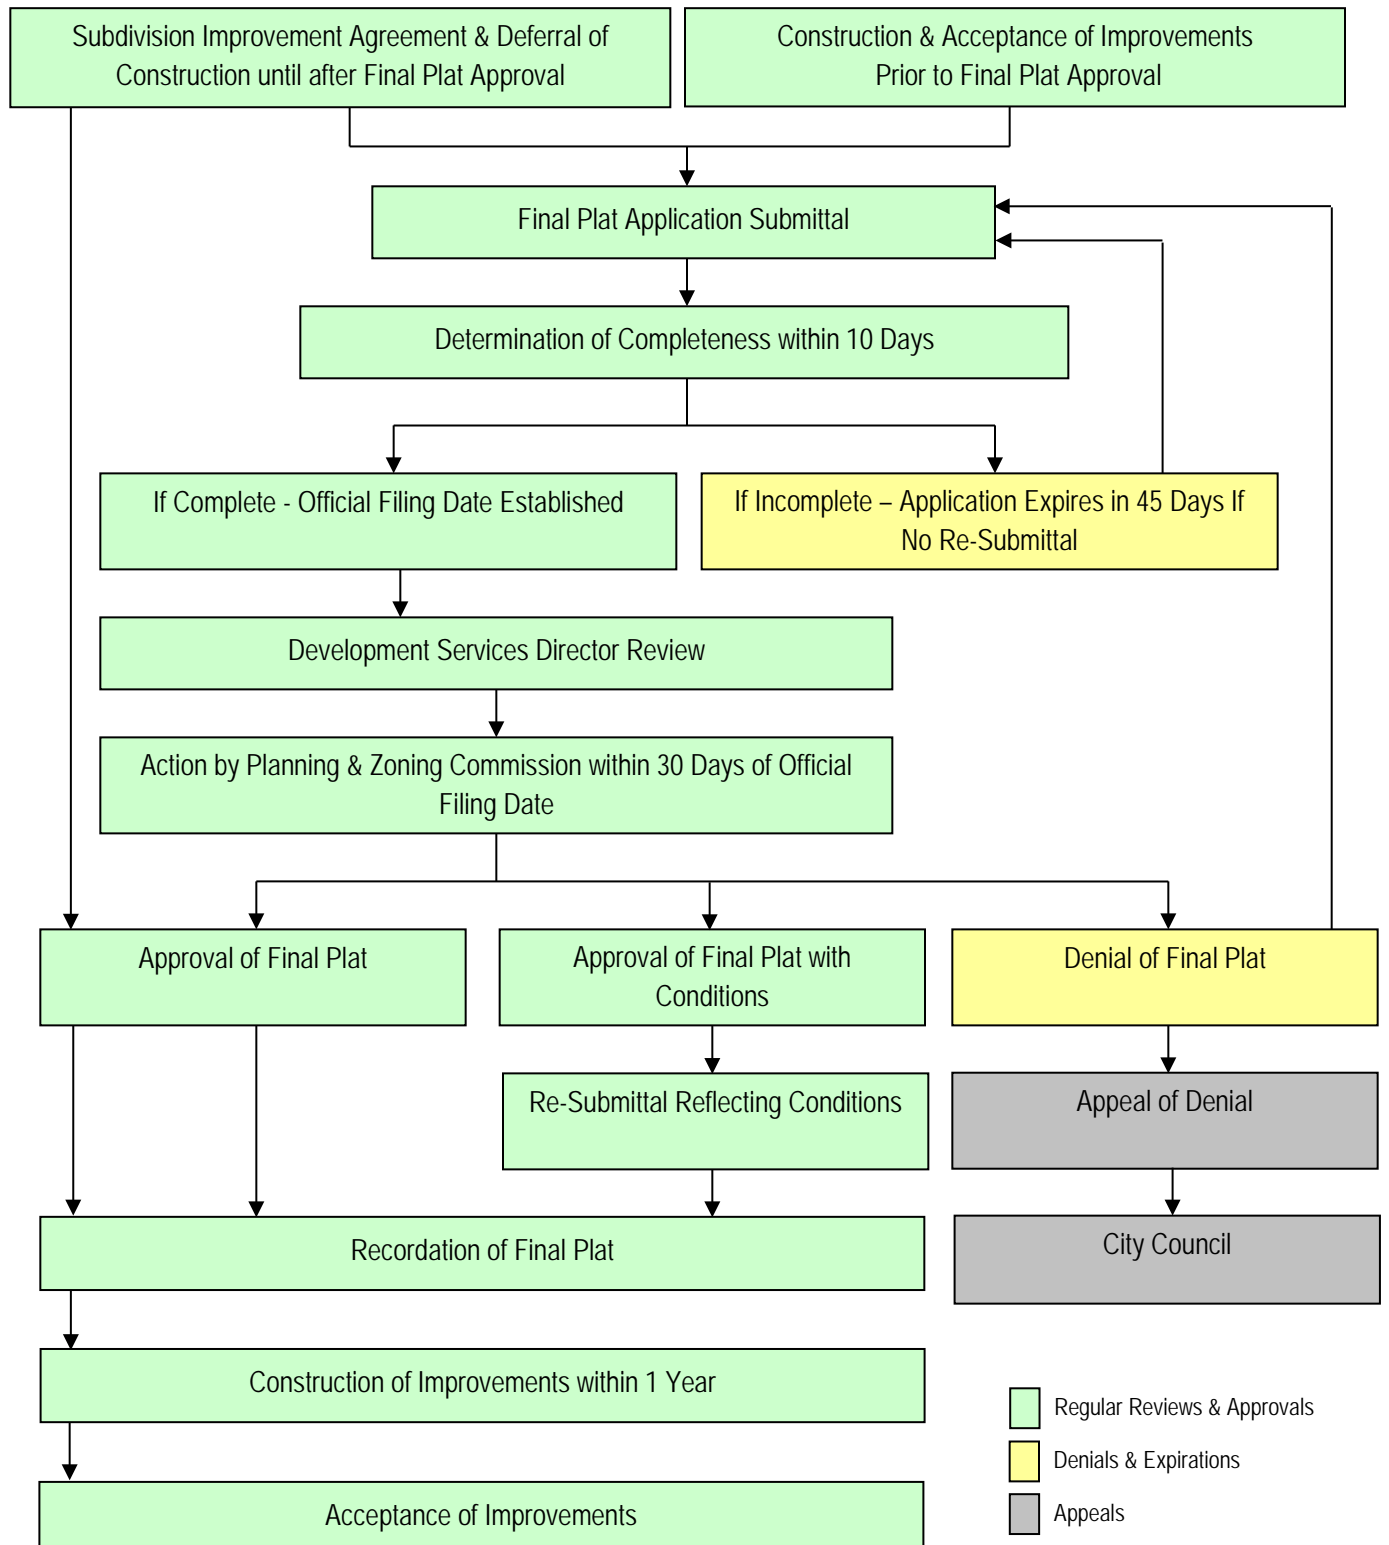 Subdivision Improvement Agreement & Deferral of
Construction until after Final Plat Approval
Construction & Acceptance of Improvements
Prior to Final Plat Approval
Final Plat Application Submittal
Determination of Completeness within 10 Days
If Complete - Official Filing Date Established
If Incomplete – Application Expires in 45 Days If
No Re-Submittal
Development Services Director Review
Action by Planning & Zoning Commission within 30 Days of Official
Filing Date
Approval of Final Plat
Approval of Final Plat with
Conditions
Denial of Final Plat
Re-Submittal Reflecting Conditions
Appeal of Denial
Recordation of Final Plat
City Council
Construction of Improvements within 1 Year
Acceptance of Improvements
Regular Reviews & Approvals
Denials & Expirations
Appeals